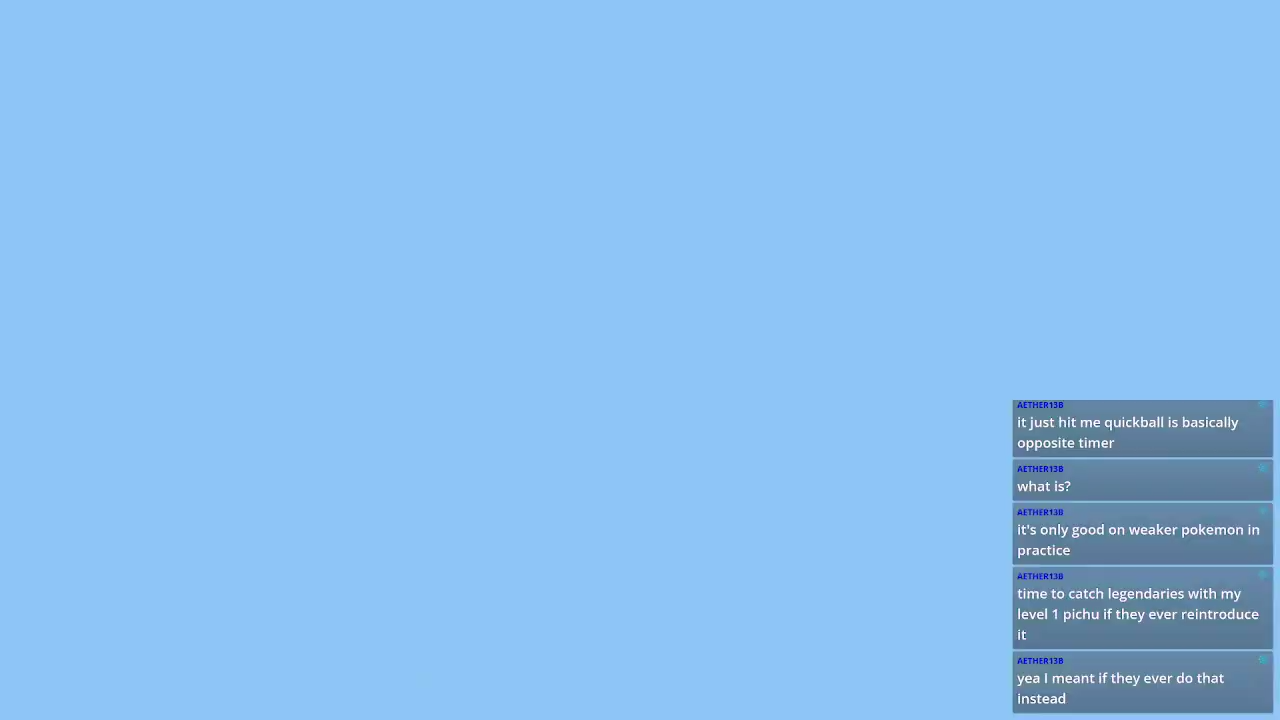 AETHER13B
it just hit me quickball is basically
opposite timer
AETHER13B
what is?
AETHER13B
it's only good on weaker pokemon in
practice
AETHER13B
time to catch legendaries with my
level 1 pichu if they ever reintroduce
it
AETHER13B
yea I meant if they ever do that
instead